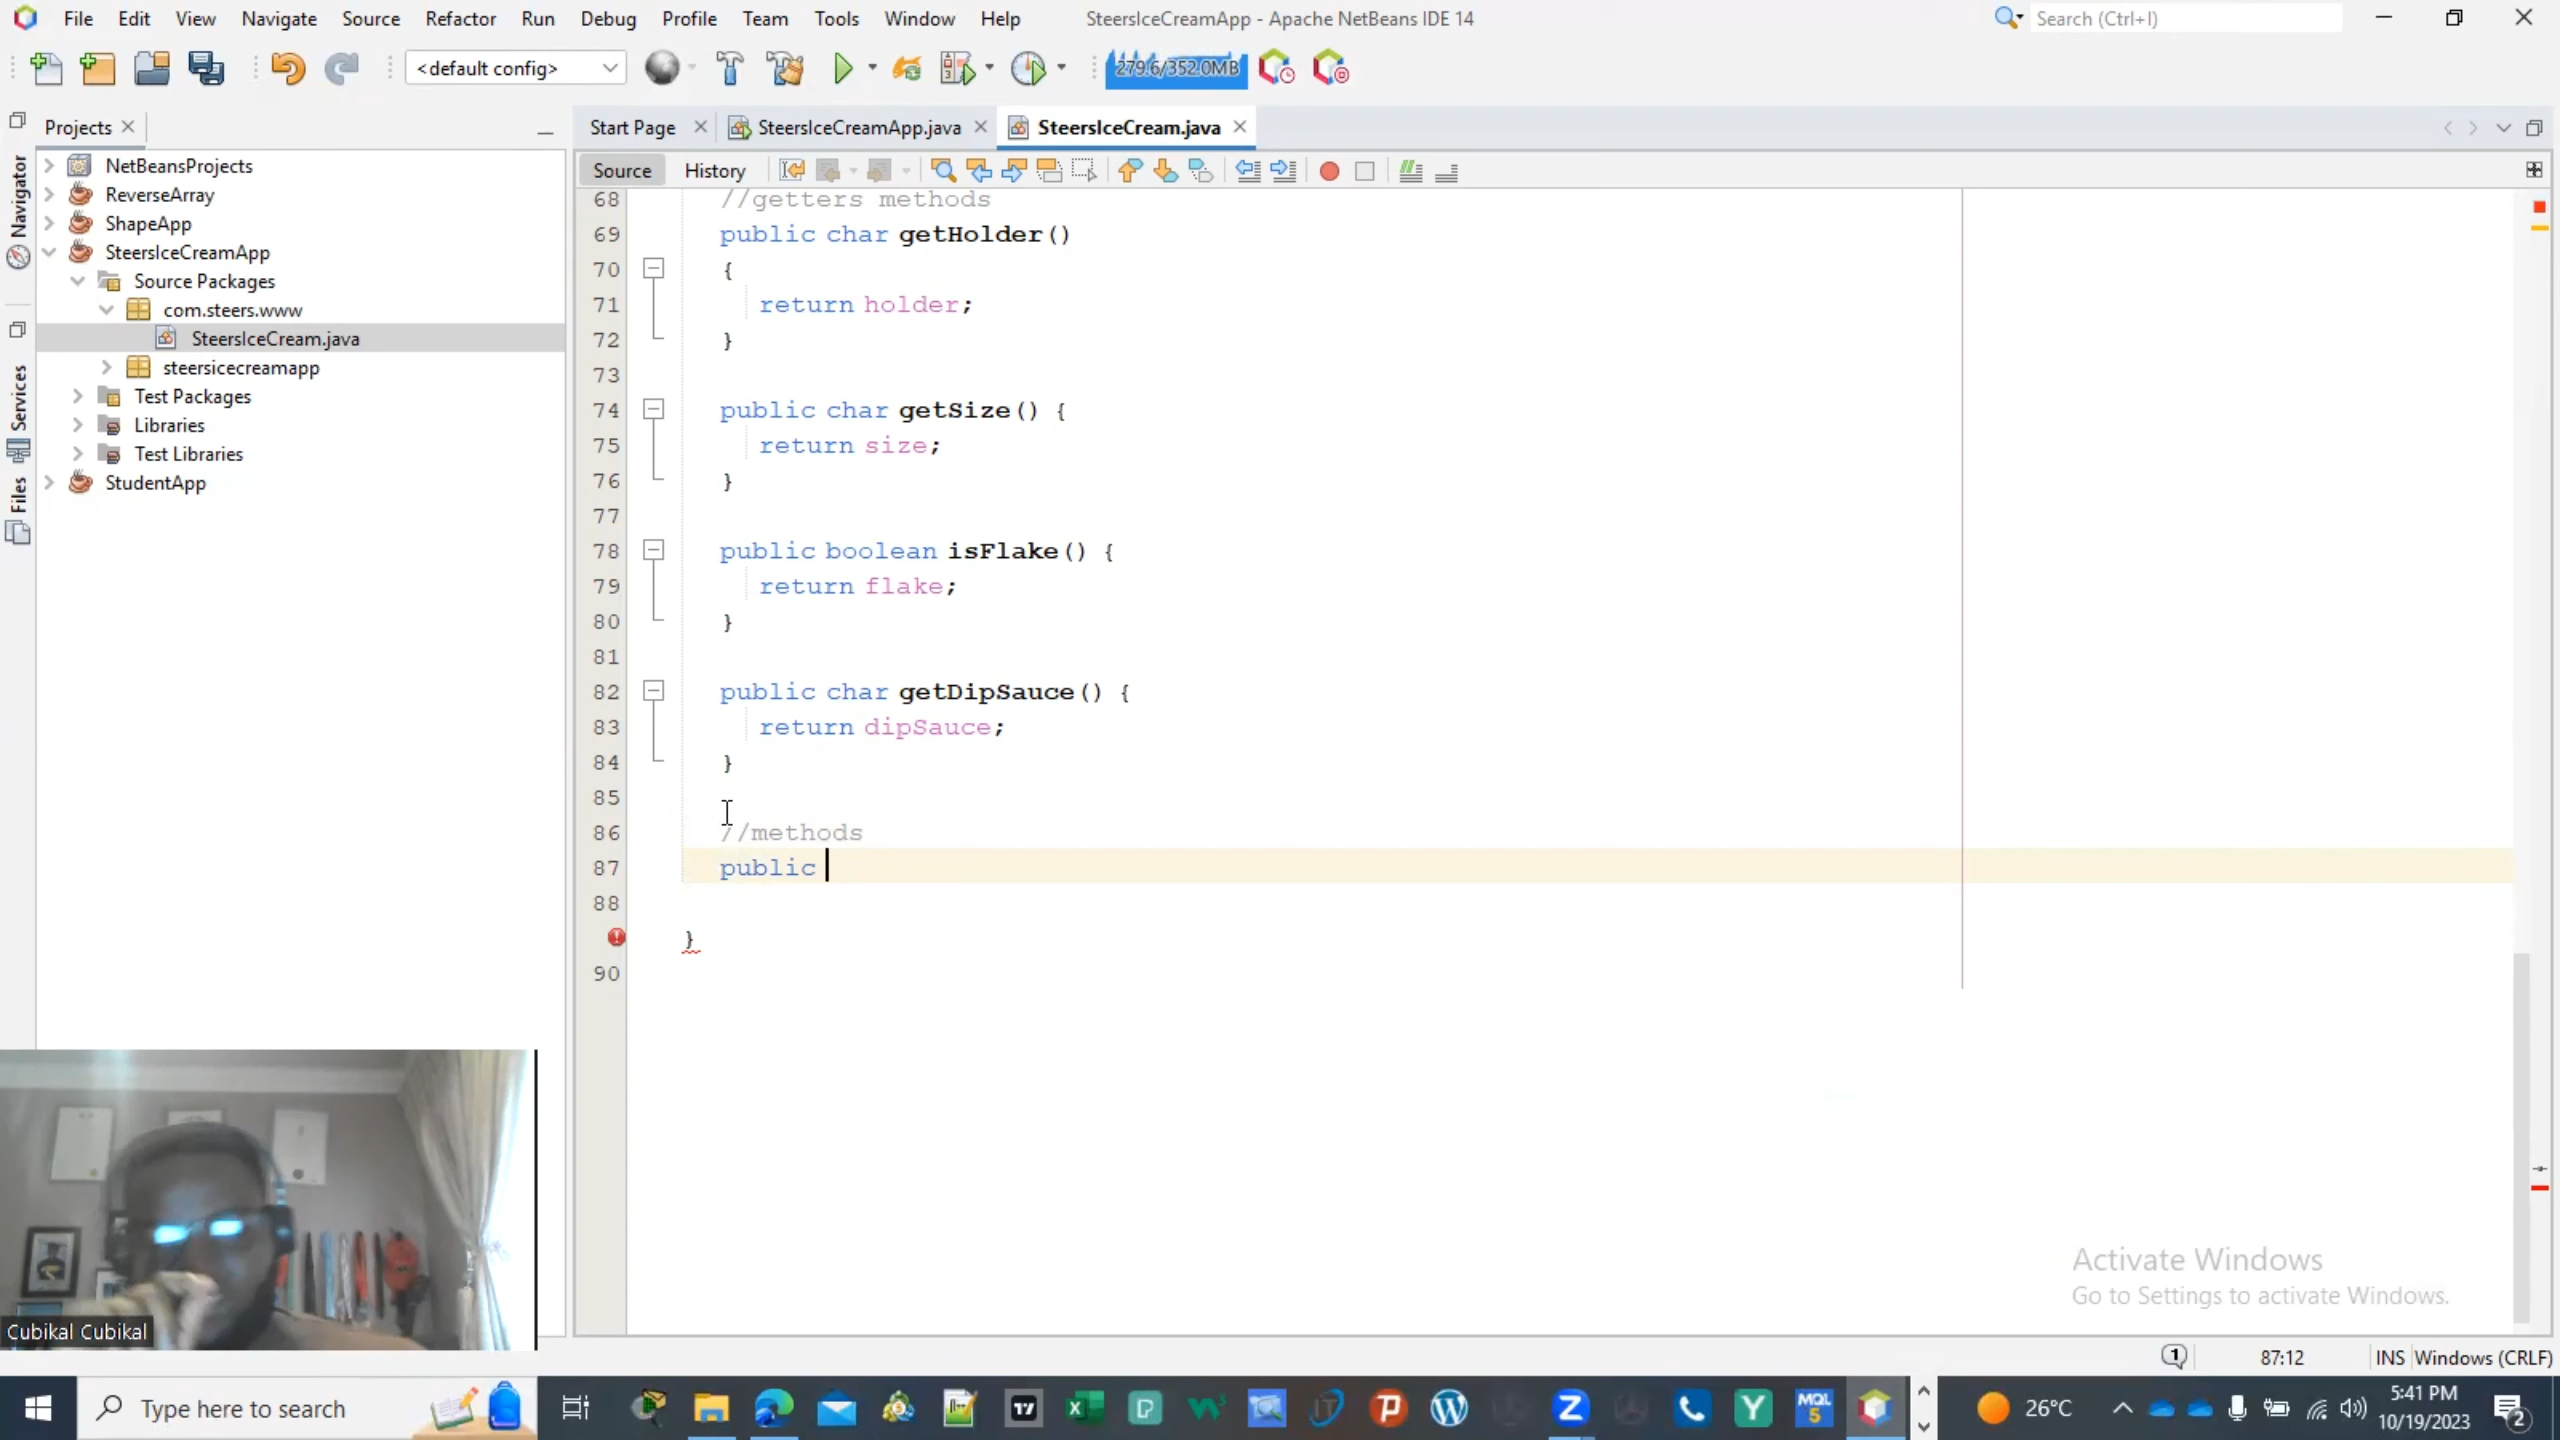 File Edit View Navigate Source Refactor Run Debug Profile Team Tools Window Help SteersIceCreamApp - Apache NetBeans IDE 14 Search (Ctrl+I)
<default config> 279.6/352.0MB
Projects Start Page SteersIceCreamApp.java SteersIceCream.java
Source History
Navigator
Services
Files
NetBeansProjects
ReverseArray
ShapeApp
SteersIceCreamApp
Source Packages
com.steers.www
SteersIceCream.java
steersicecreamapp
Test Packages
Libraries
Test Libraries
StudentApp
68 //getters methods
69 public char getHolder()
70 {
71 return holder;
72 }
73
74 public char getSize() {
75 return size;
76 }
77
78 public boolean isFlake() {
79 return flake;
80 }
81
82 public char getDipSauce() {
83 return dipSauce;
84 }
85
86 //methods
87 public
88
}
90
Cubikal Cubikal
Activate Windows
Go to Settings to activate Windows.
1 87:12 INS Windows (CRLF)
Type here to search
26°C
5:41 PM
10/19/2023
2
MQL
5